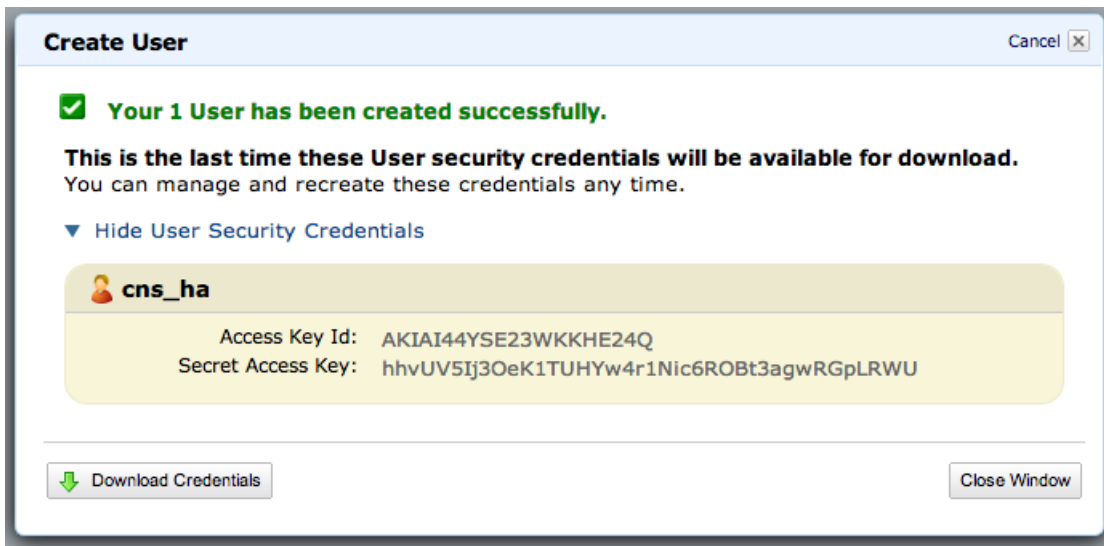 Create User
Cancel
Your 1 User has been created successfully.
This is the last time these User security credentials will be available for download.
You can manage and recreate these credentials any time.
Hide User Security Credentials
cns_ha
Access Key Id: AKIAI44YSE23WKKHE24Q
Secret Access Key: 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
Download Credentials
Close Window